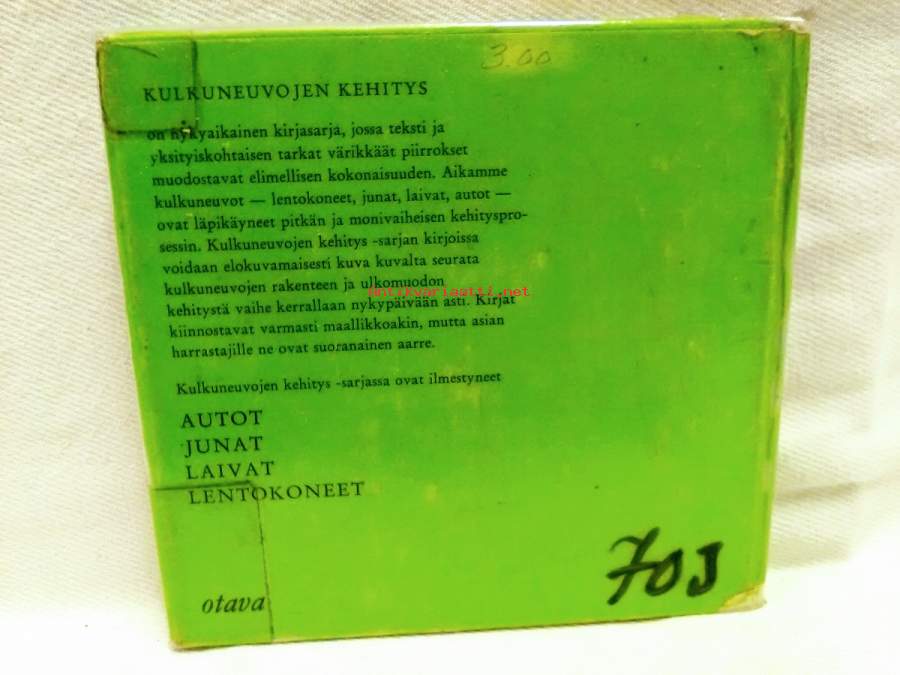 3.00
KULKUNEUVOJEN KEHITYS
on nykyaikainen kirjasarja, jossa teksti ja
yksityiskohtaisen tarkat värikkäät piirrokset
muodostavat elimellisen kokonaisuuden. Aikamme
kulkuneuvot — lentokoneet, junat, laivat, autot —
ovat läpikäyneet pitkän ja monivaiheisen kehityspro-
sessin. Kulkuneuvojen kehitys -sarjan kirjoissa
voidaan elokuvamaisesti kuva kuvalta seurata
kulkuneuvojen rakenteen ja ulkomuodon
antikvariaatti.net
kehitystä vaihe kerrallaan nykypäivään asti. Kirjat
kiinnostavat varmasti maallikkoakin, mutta asian
harrastajille ne ovat suoranainen aarre.
Kulkuneuvojen kehitys -sarjassa ovat ilmestyneet
AUTOT
JUNAT
LAIVAT
LENTOKONEET
703
otava